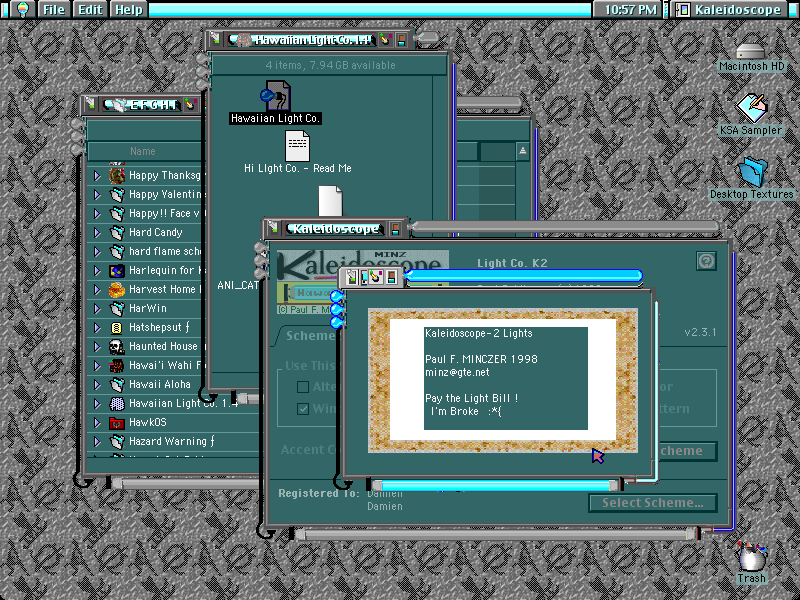 File Edit Help
10:57 PM Kaleidoscope
Hawaiian Light Co. 1.4
4 items, 7.94 GB available
Hawaiian Light Co.
Hi LIght Co. - Read Me
ANI_CAT
E F G H I
Name
Happy Thanksg
Happy Valentin
Happy!! Face v
Hard Candy
hard flame sche
Harlequin for K
Harvest Home
HarWin
Hatshepsut ƒ
Haunted House
Hawai'i Wahi F
Hawaii Aloha
Hawaiian Light Co. 1.4
HawkOS
Hazard Warning ƒ
Macintosh HD
KSA Sampler
Desktop Textures
Trash
Kaleidoscope
MINZ
Kaleidoscope
(c) Paul F. M
Light Co. K2
v2.3.1
Scheme
Use This
Alte
Win
Accent C
or
attern
cheme
Registered To: Damien
Damien
Select Scheme...
Kaleidoscope-2 Lights
Paul F. MINCZER 1998
minz@gte.net
Pay the Light Bill !
I'm Broke :*{